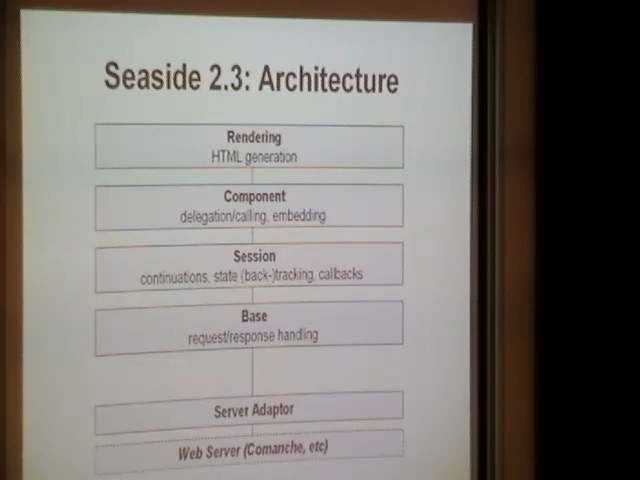 Seaside 2.3: Architecture
Rendering
HTML generation
Component
delegation/calling, embedding
Session
continuations, state (back-)tracking, callbacks
Base
request/response handling
Server Adaptor
Web Server (Comanche, etc)